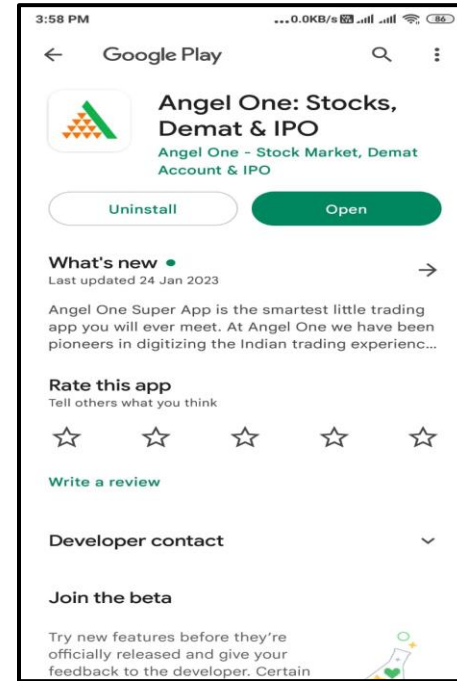 3:58 PM ...0.0KB/s 86
Google Play
Angel One: Stocks,
Demat & IPO
Angel One - Stock Market, Demat
Account & IPO
Uninstall Open
What's new
Last updated 24 Jan 2023
Angel One Super App is the smartest little trading
app you will ever meet. At Angel One we have been
pioneers in digitizing the Indian trading experienc...
Rate this app
Tell others what you think
Write a review
Developer contact
Join the beta
Try new features before they're
officially released and give your
feedback to the developer. Certain